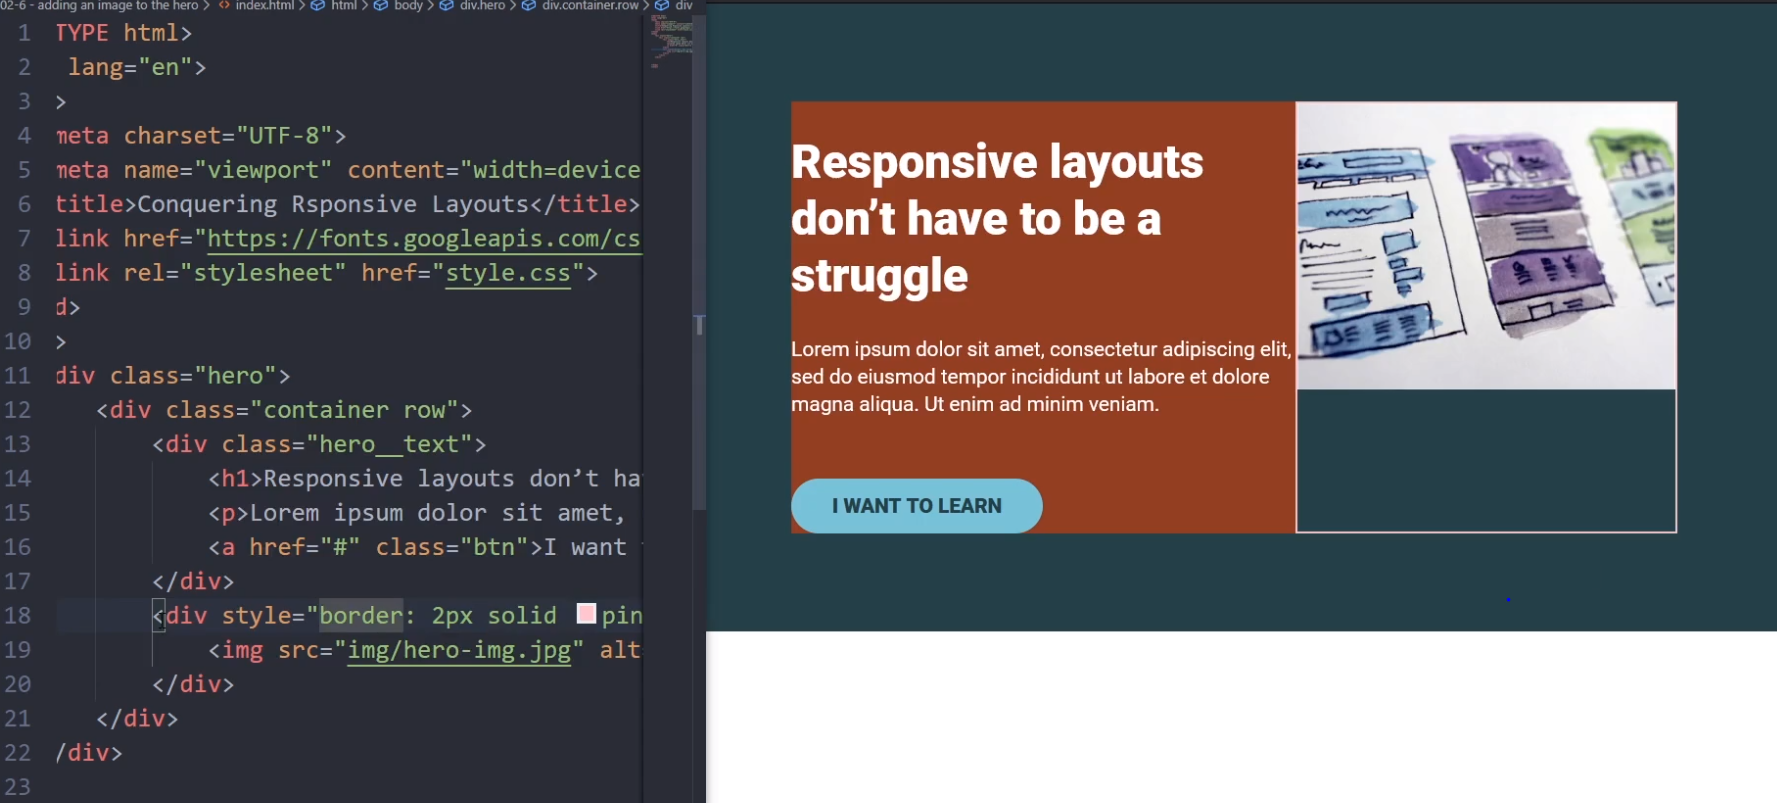 02-6 - adding an image to the hero > index.html > html > body > div.hero > div.container.row > div
1 TYPE html>
2 lang="en">
3 >
4 meta charset="UTF-8">
5 meta name="viewport" content="width=device
6 title>Conquering Rsponsive Layouts</title>
7 link href="https://fonts.googleapis.com/cs
8 link rel="stylesheet" href="style.css">
9 d>
10 >
11 div class="hero">
12 <div class="container row">
13 <div class="hero__text">
14 <h1>Responsive layouts don’t ha
15 <p>Lorem ipsum dolor sit amet,
16 <a href="#" class="btn">I want
17 </div>
18 <div style="border: 2px solid pin
19 <img src="img/hero-img.jpg" alt
20 </div>
21 </div>
22 /div>
23
Responsive layouts
don’t have to be a
struggle
Lorem ipsum dolor sit amet, consectetur adipiscing elit,
sed do eiusmod tempor incididunt ut labore et dolore
magna aliqua. Ut enim ad minim veniam.
I WANT TO LEARN